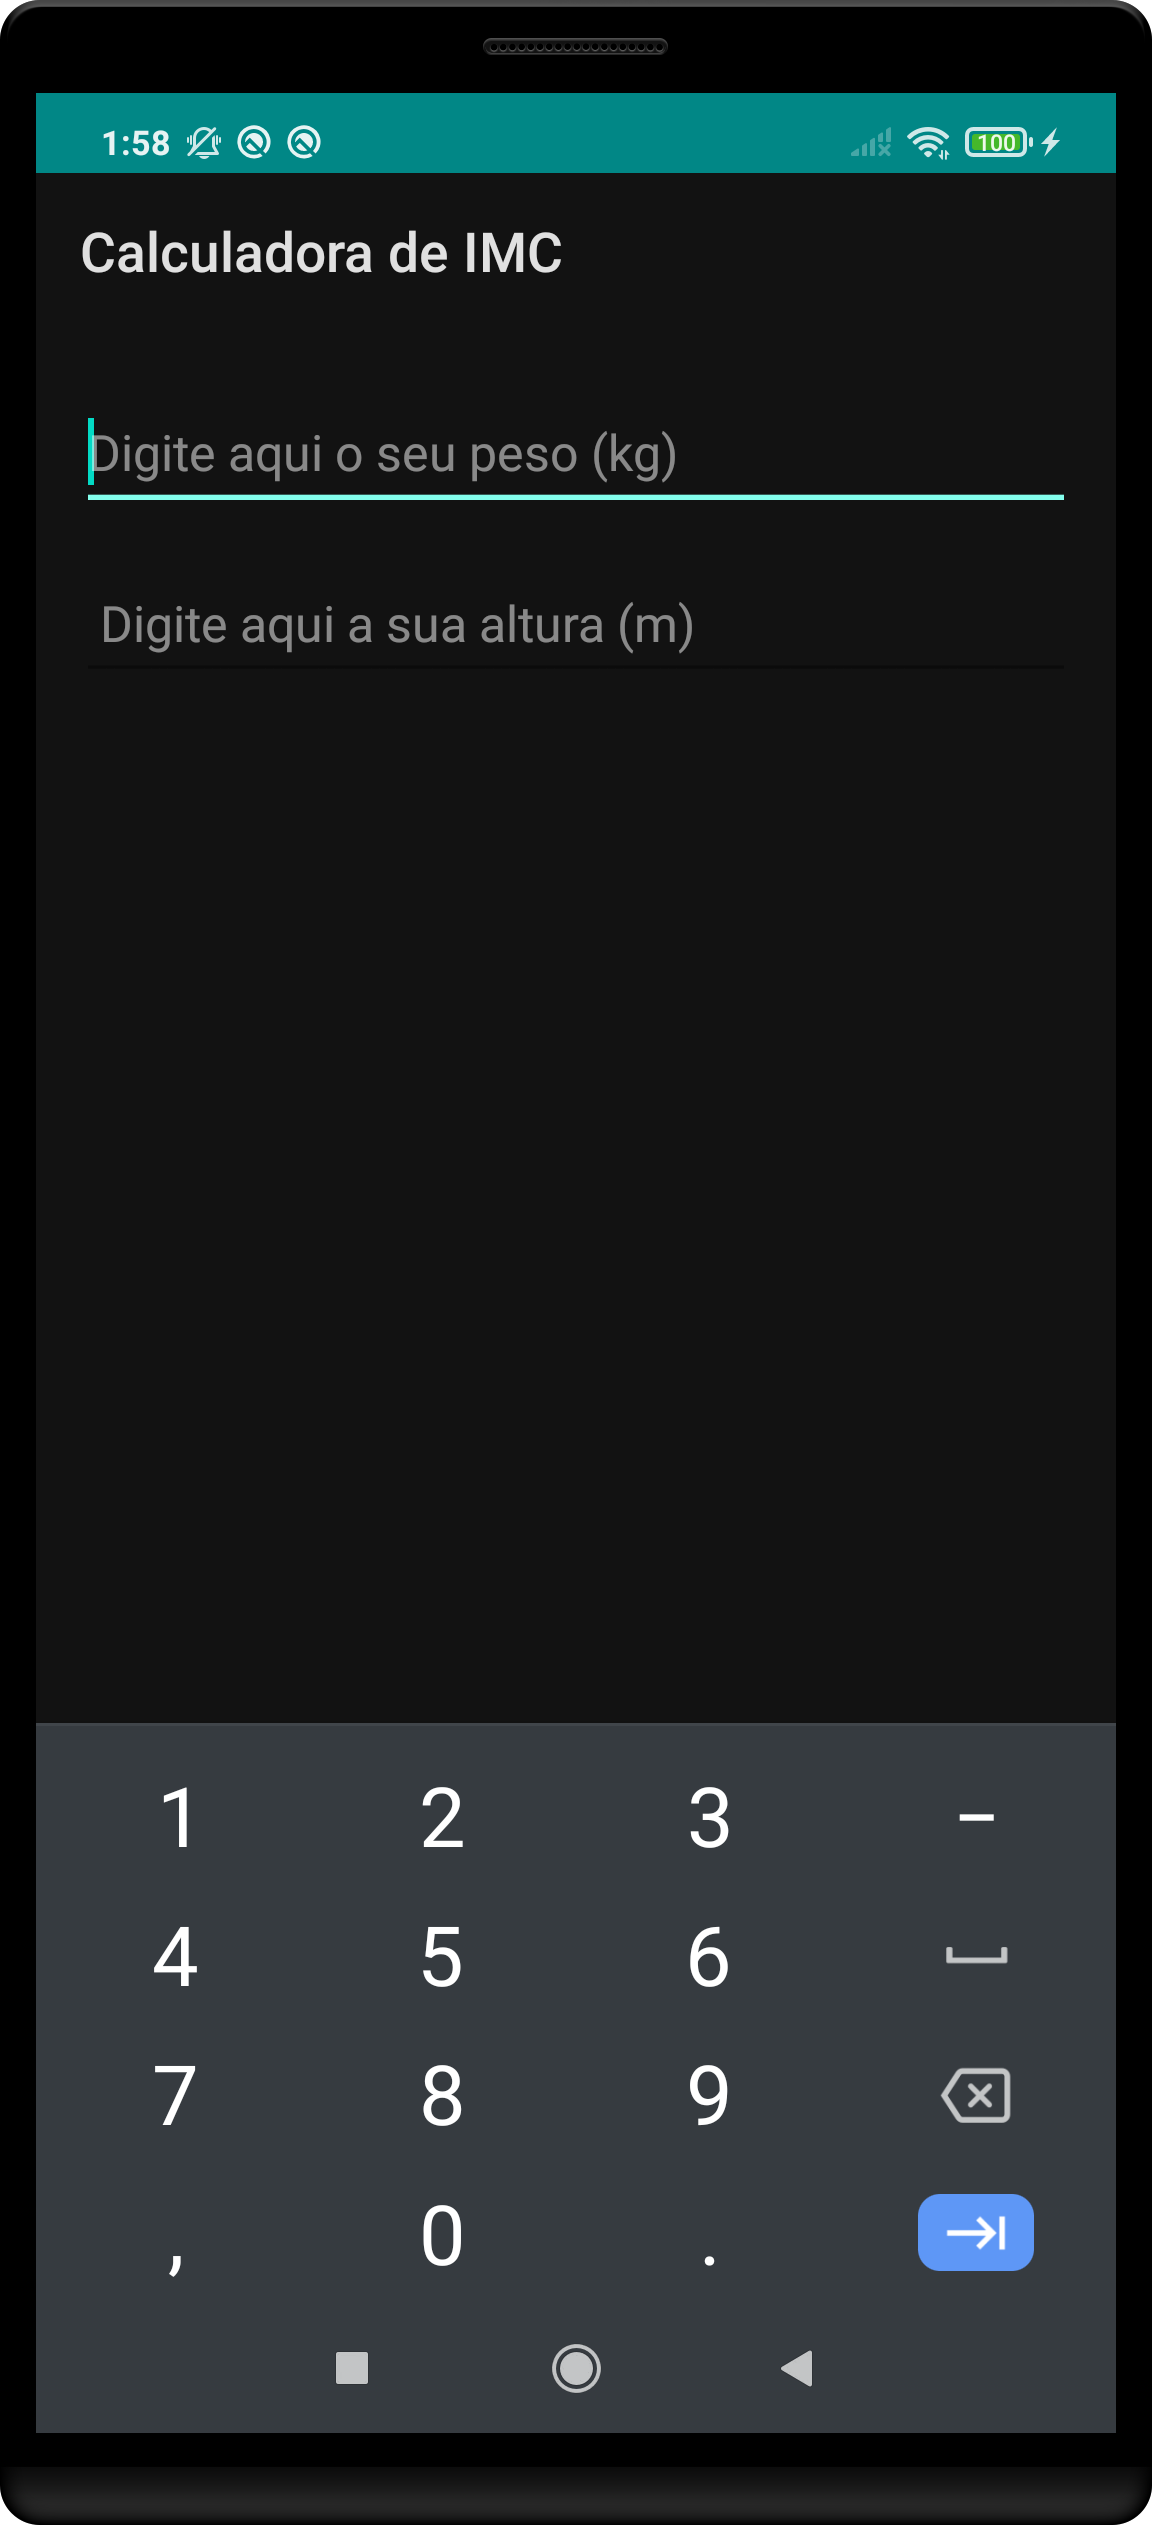 1:58 100
Calculadora de IMC
Digite aqui o seu peso (kg)
Digite aqui a sua altura (m)
1 2 3 −
4 5 6
7 8 9
, 0 .